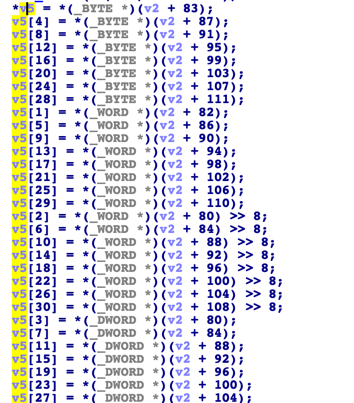 *v5 = *(_BYTE *)(v2 + 83);
v5[4] = *(_BYTE *)(v2 + 87);
v5[8] = *(_BYTE *)(v2 + 91);
v5[12] = *(_BYTE *)(v2 + 95);
v5[16] = *(_BYTE *)(v2 + 99);
v5[20] = *(_BYTE *)(v2 + 103);
v5[24] = *(_BYTE *)(v2 + 107);
v5[28] = *(_BYTE *)(v2 + 111);
v5[1] = *(_WORD *)(v2 + 82);
v5[5] = *(_WORD *)(v2 + 86);
v5[9] = *(_WORD *)(v2 + 90);
v5[13] = *(_WORD *)(v2 + 94);
v5[17] = *(_WORD *)(v2 + 98);
v5[21] = *(_WORD *)(v2 + 102);
v5[25] = *(_WORD *)(v2 + 106);
v5[29] = *(_WORD *)(v2 + 110);
v5[2] = *(_WORD *)(v2 + 80) >> 8;
v5[6] = *(_WORD *)(v2 + 84) >> 8;
v5[10] = *(_WORD *)(v2 + 88) >> 8;
v5[14] = *(_WORD *)(v2 + 92) >> 8;
v5[18] = *(_WORD *)(v2 + 96) >> 8;
v5[22] = *(_WORD *)(v2 + 100) >> 8;
v5[26] = *(_WORD *)(v2 + 104) >> 8;
v5[30] = *(_WORD *)(v2 + 108) >> 8;
v5[3] = *(_DWORD *)(v2 + 80);
v5[7] = *(_DWORD *)(v2 + 84);
v5[11] = *(_DWORD *)(v2 + 88);
v5[15] = *(_DWORD *)(v2 + 92);
v5[19] = *(_DWORD *)(v2 + 96);
v5[23] = *(_DWORD *)(v2 + 100);
v5[27] = *(_DWORD *)(v2 + 104);